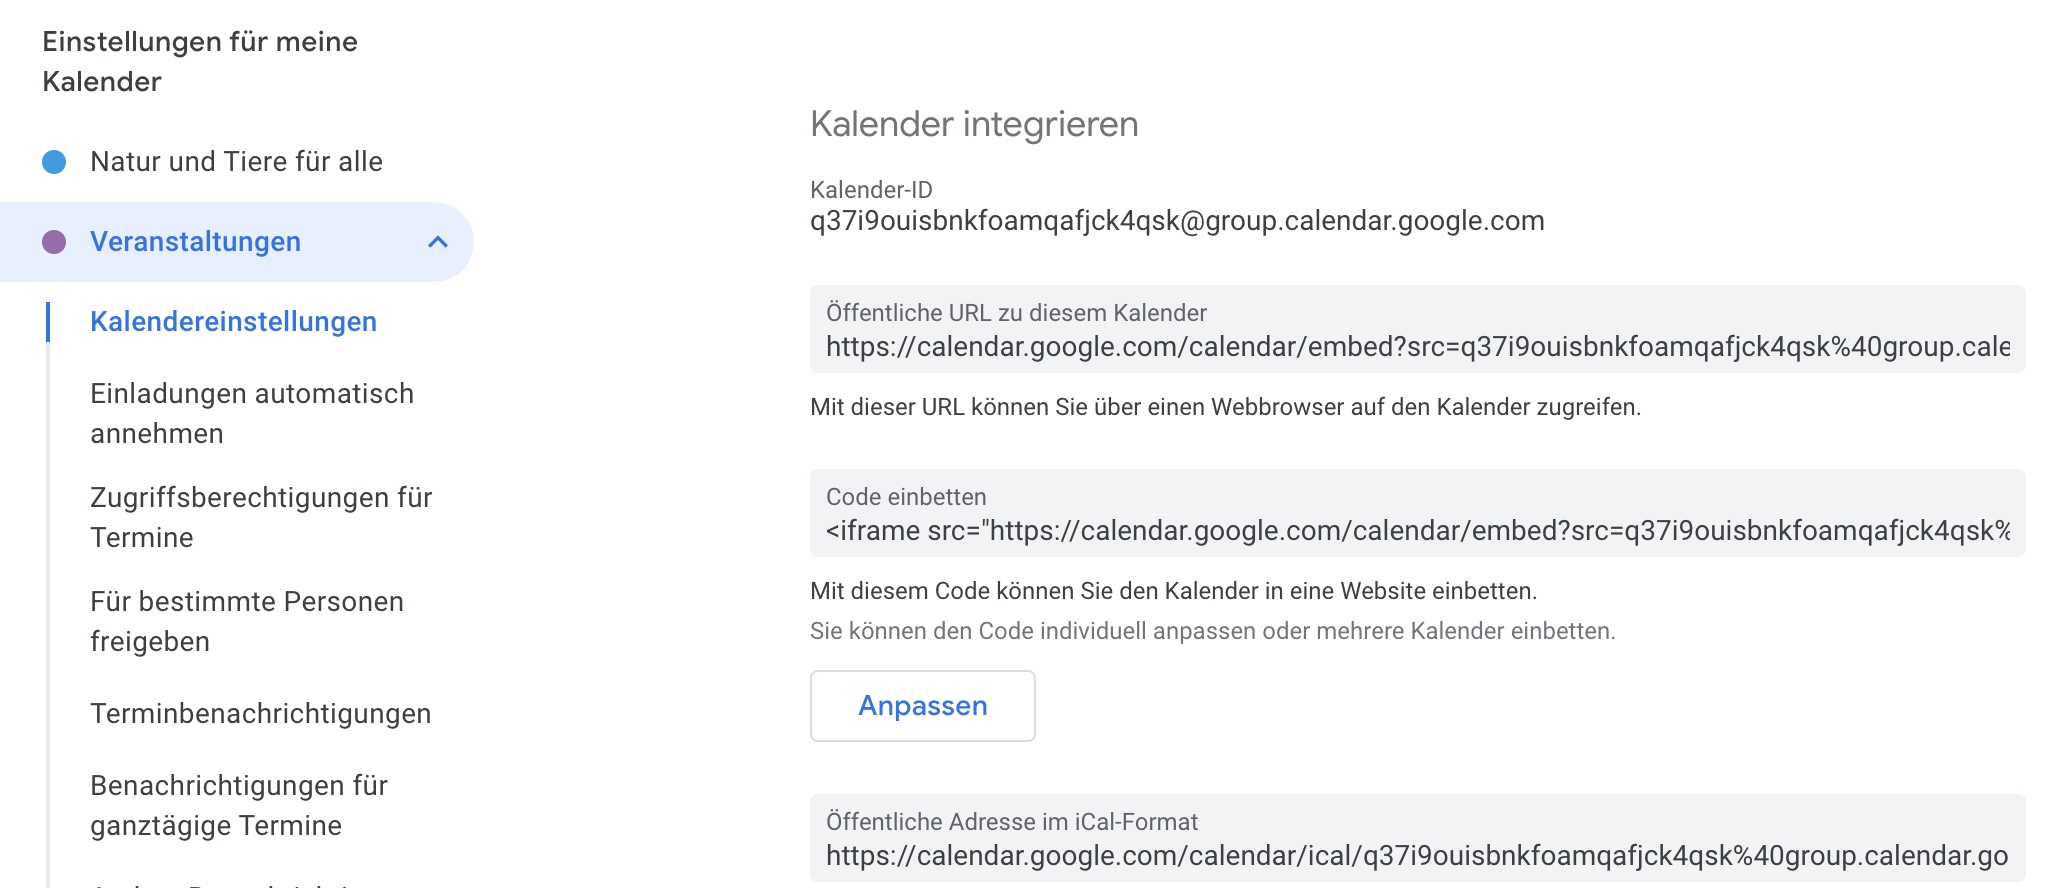 Einstellungen für meine
Kalender
Natur und Tiere für alle
Veranstaltungen
Kalendereinstellungen
Einladungen automatisch
annehmen
Zugriffsberechtigungen für
Termine
Für bestimmte Personen
freigeben
Terminbenachrichtigungen
Benachrichtigungen für
ganztägige Termine
Kalender integrieren
Kalender-ID
q37i9ouisbnkfoamqafjck4qsk@group.calendar.google.com
Öffentliche URL zu diesem Kalender
https://calendar.google.com/calendar/embed?src=q37i9ouisbnkfoamqafjck4qsk%40group.cale
Mit dieser URL können Sie über einen Webbrowser auf den Kalender zugreifen.
Code einbetten
<iframe src="https://calendar.google.com/calendar/embed?src=q37i9ouisbnkfoamqafjck4qsk%
Mit diesem Code können Sie den Kalender in eine Website einbetten.
Sie können den Code individuell anpassen oder mehrere Kalender einbetten.
Anpassen
Öffentliche Adresse im iCal-Format
https://calendar.google.com/calendar/ical/q37i9ouisbnkfoamqafjck4qsk%40group.calendar.go